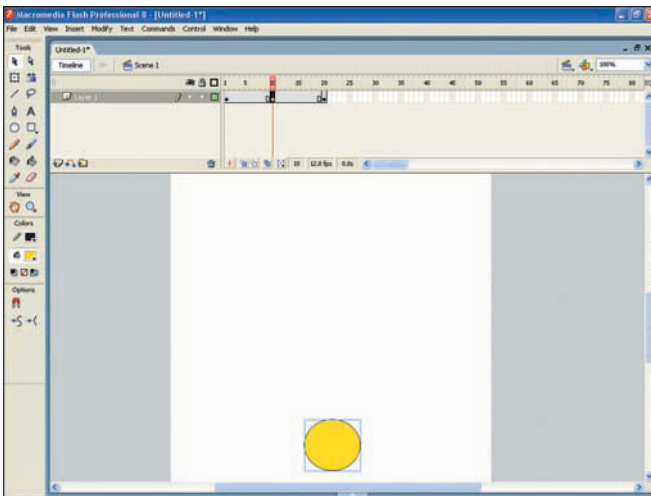 Macromedia Flash Professional 8 - [Untitled-1*]
File Edit View Insert Modify Text Commands Control Window Help
Tools
Untitled-1*
Timeline
Scene 1
100%
1 5 10 15 20 25 30 35 40 45 50 55 60 65 70 75 80
Layer 1
A
10 12.0 fps 0.8s
View
Colors
Options